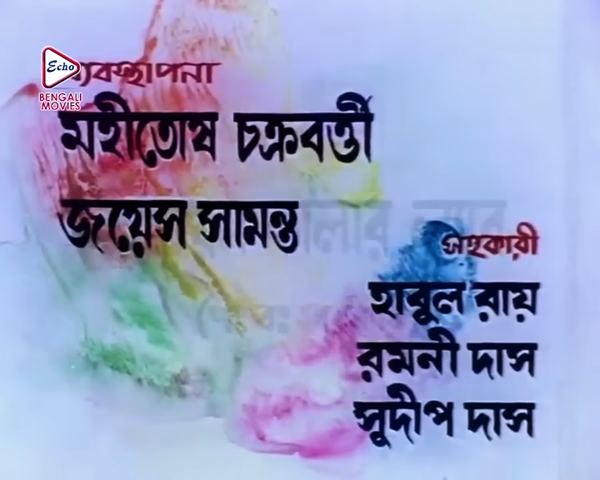 Echo
BENGALI
MOVIES
ব্যবস্থাপনা
মহীতোষ চক্রবর্ত্তী
জয়েস সামন্ত
সহকারী
হাবুল রায়
রমনী দাস
সুদীপ দাস